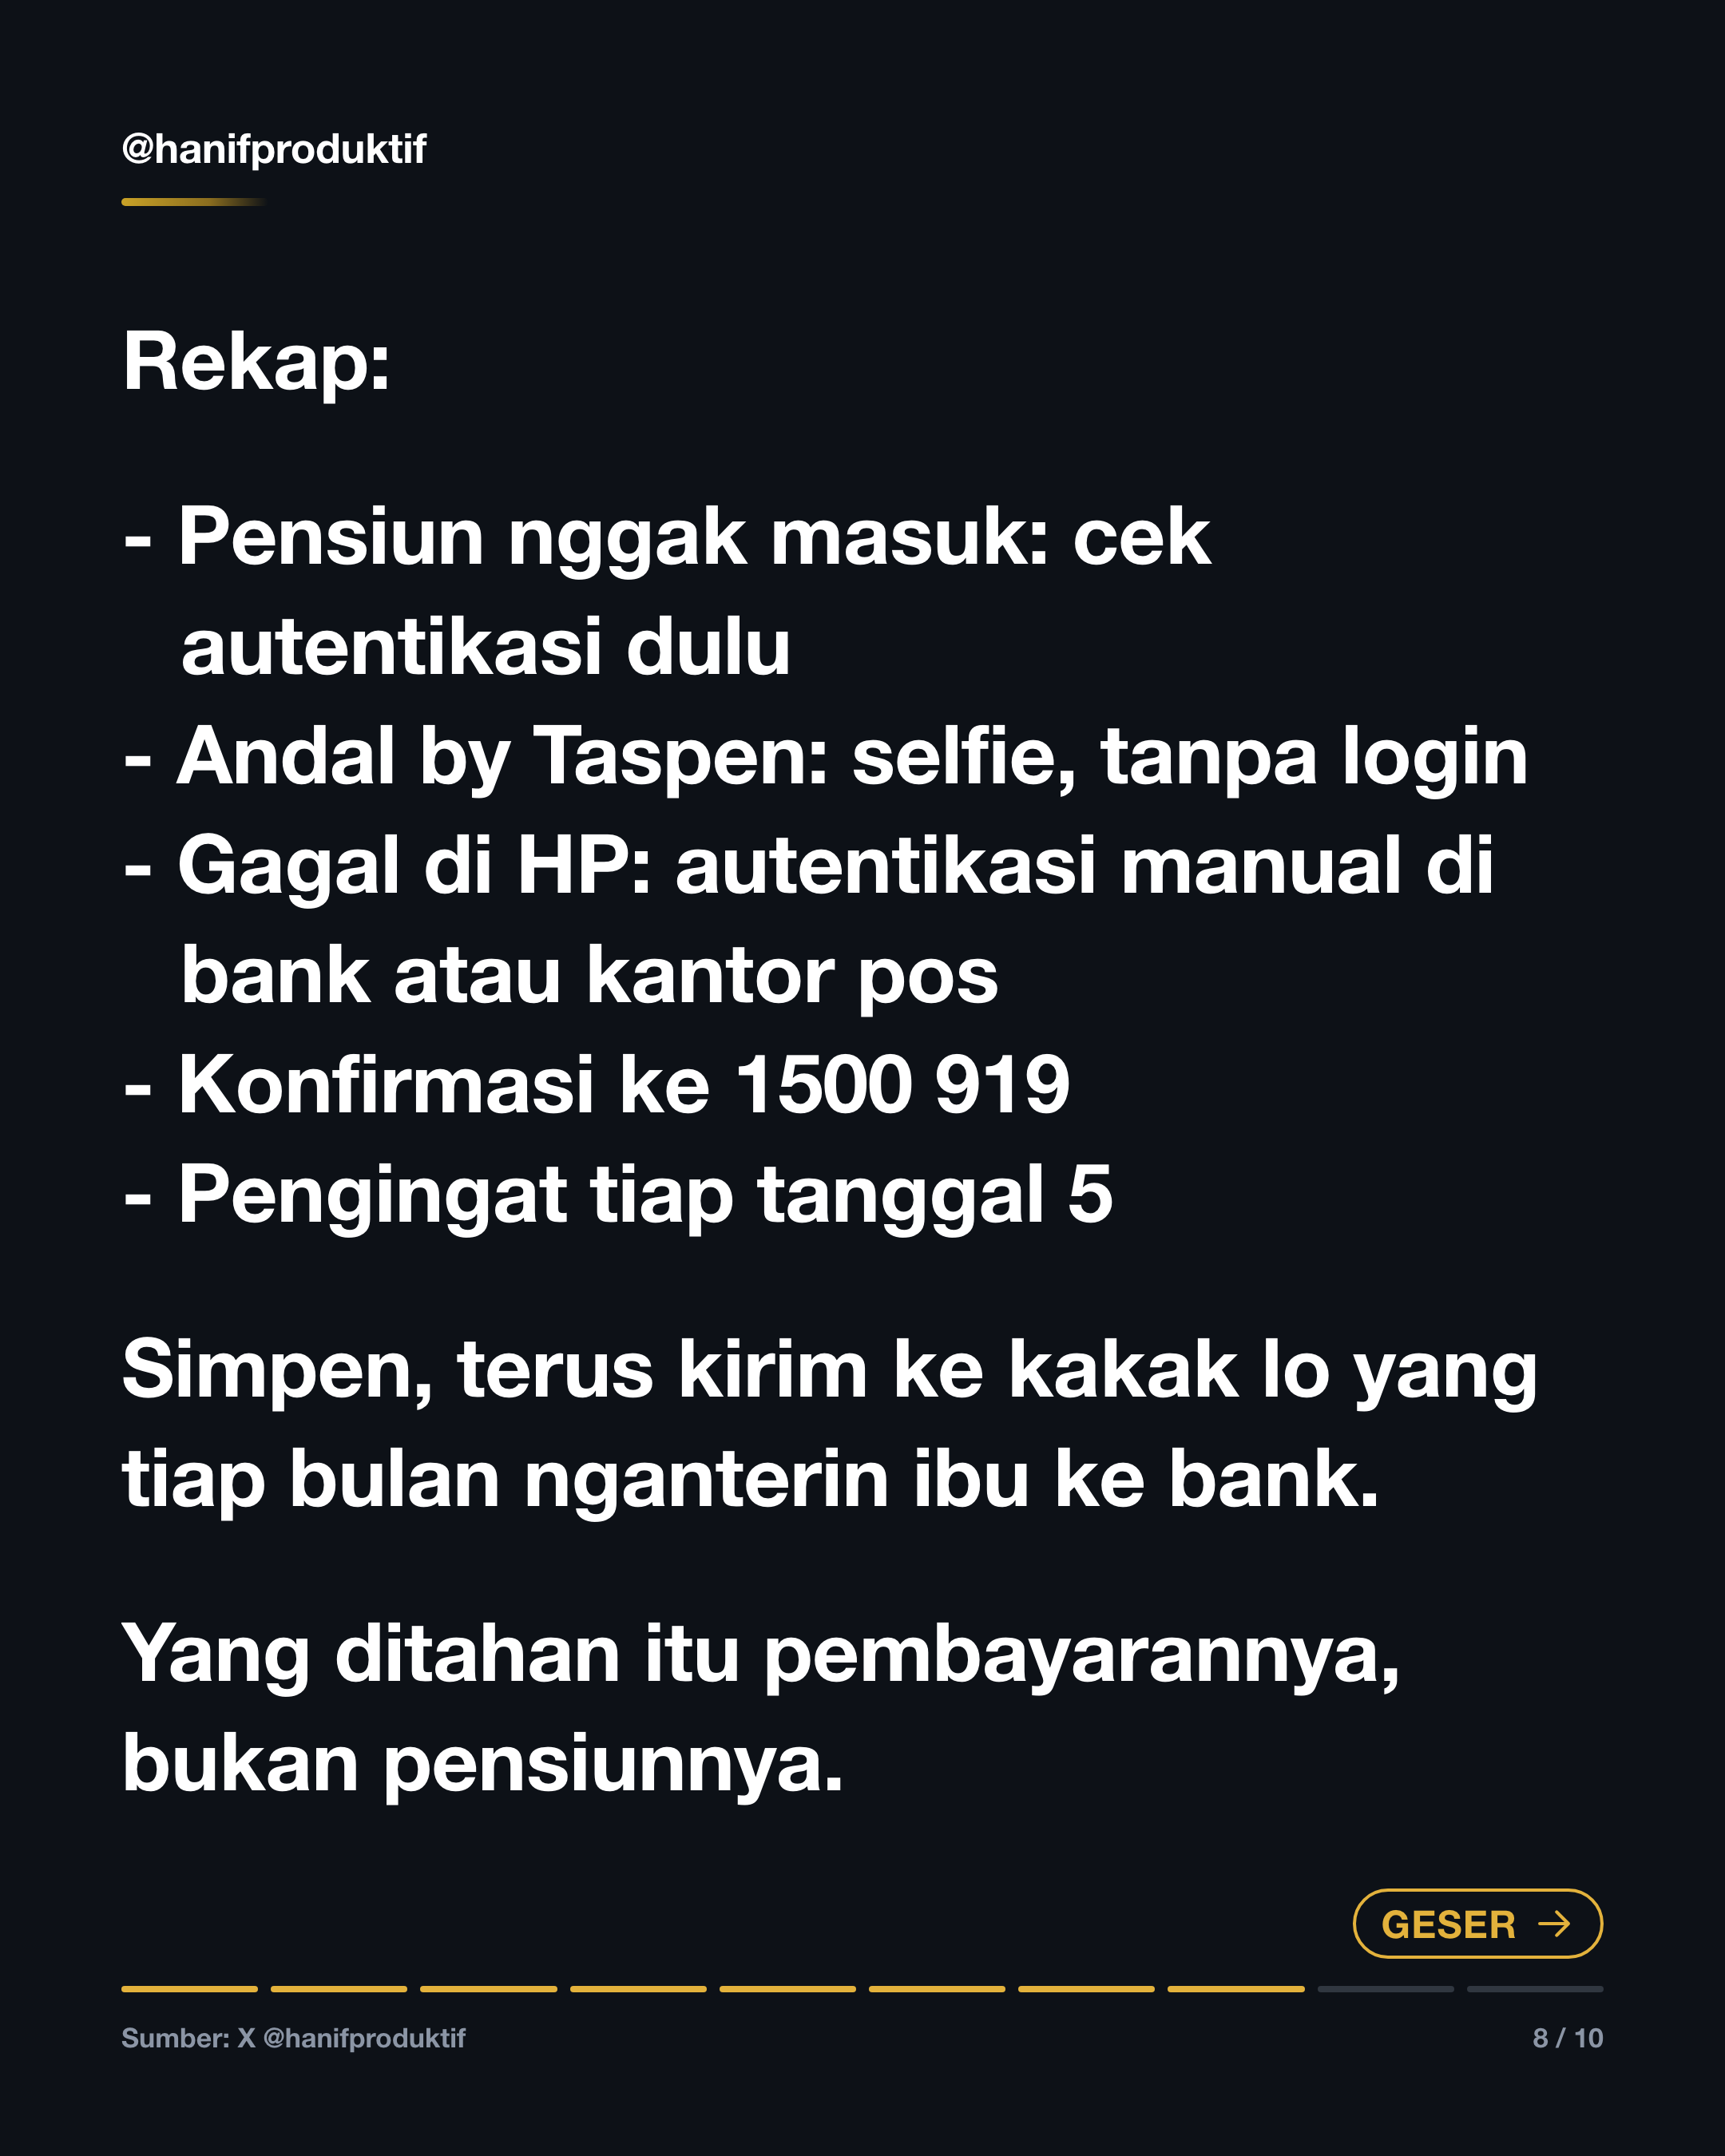 @hanifproduktif
Rekap:
- Pensiun nggak masuk: cek
autentikasi dulu
- Andal by Taspen: selfie, tanpa login
- Gagal di HP: autentikasi manual di
bank atau kantor pos
- Konfirmasi ke 1500 919
- Pengingat tiap tanggal 5
Simpen, terus kirim ke kakak lo yang
tiap bulan nganterin ibu ke bank.
Yang ditahan itu pembayarannya,
bukan pensiunnya.
GESER →
Sumber: X @hanifproduktif
8 / 10